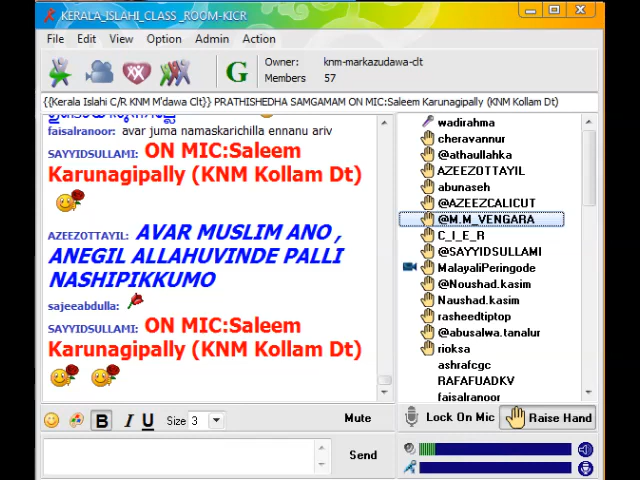 KERALA_ISLAHI_CLASS_ROOM-KICR
File Edit View Option Admin Action
Owner: knm-markazudawa-clt
Members 57
{{Kerala Islahi C/R KNM M'dawa Clt}} PRATHISHEDHA SAMGAMAM ON MIC:Saleem Karunagipally (KNM Kollam Dt)
faisalranoor: avar juma namaskarichilla ennanu ariv
SAYYIDSULLAMI: ON MIC:Saleem
Karunagipally (KNM Kollam Dt)
AZEEZOTTAYIL: AVAR MUSLIM ANO ,
ANEGIL ALLAHUVINDE PALLI
NASHIPIKKUMO
sajeeabdulla:
SAYYIDSULLAMI: ON MIC:Saleem
Karunagipally (KNM Kollam Dt)
wadirahma
cheravannur
@athaullahka
AZEEZOTTAYIL
abunaseh
@AZEEZCALICUT
@M.M_VENGARA
C_I_E_R
@SAYYIDSULLAMI
MalayaliPeringode
@Noushad.kasim
Naushad.kasim
rasheedtiptop
@abusalwa.tanalur
rioksa
ashrafcgc
RAFAFUADKV
faisalranoor
B I U Size 3 Mute
Lock On Mic Raise Hand
Send